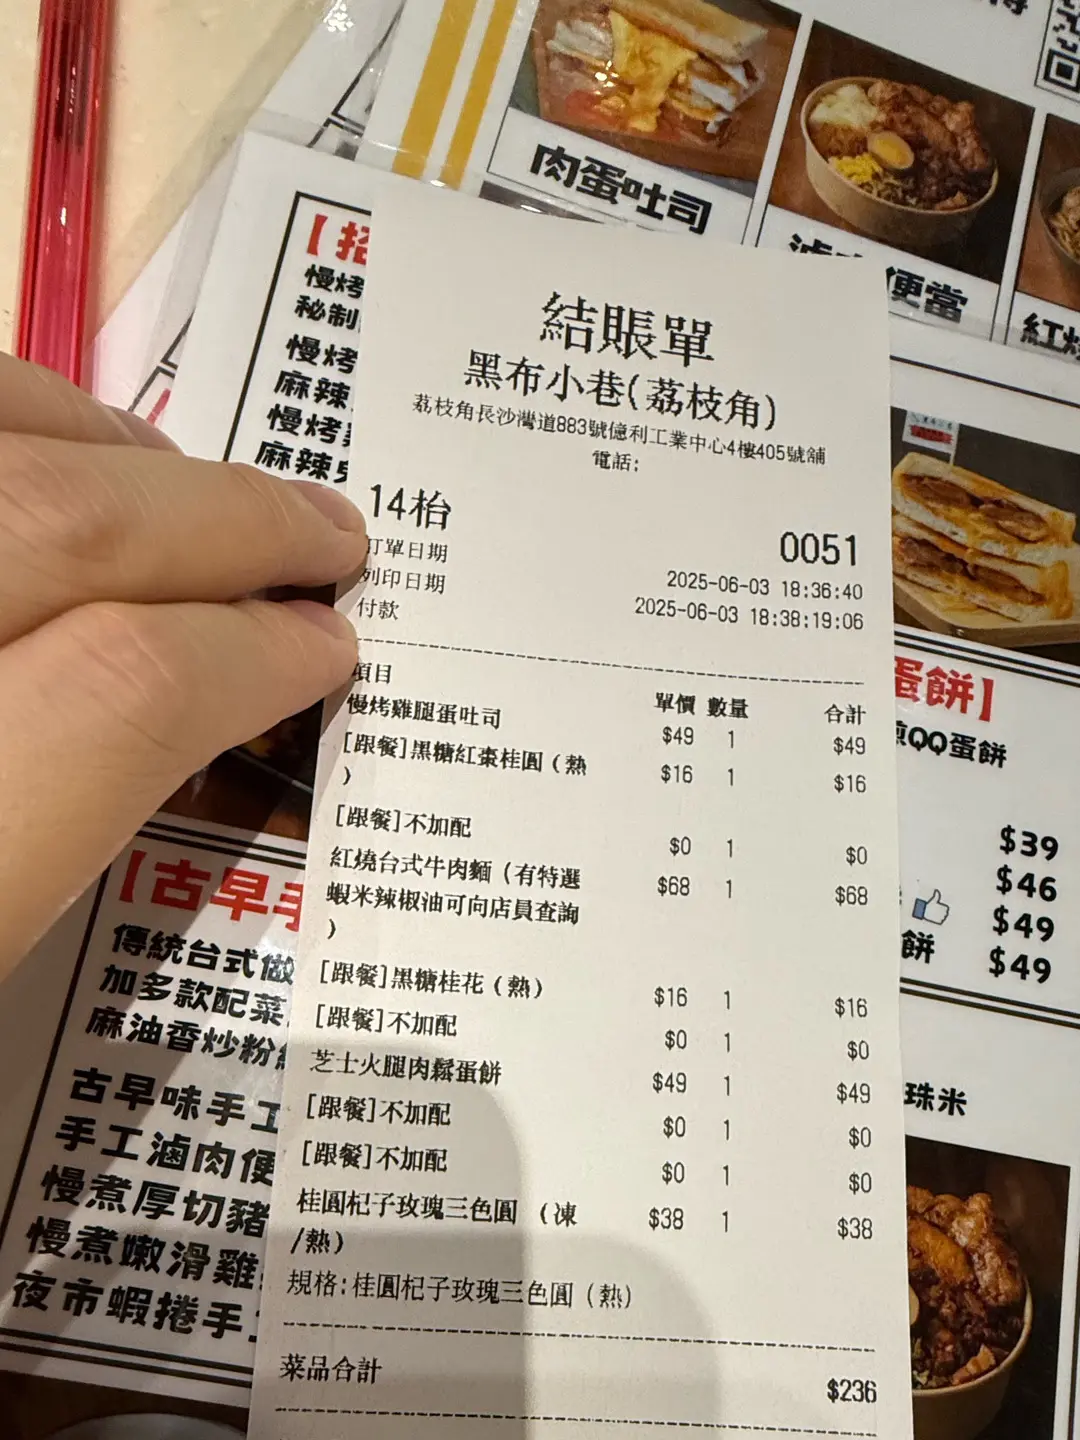 肉蛋吐司
便當
紅
【招
慢烤
秘制
慢烤
麻辣
慢烤
麻辣
結賬單
黑布小巷(荔枝角)
荔枝角長沙灣道883號億利工業中心4樓405號舖
電話:
14枱
0051
訂單日期 2025-06-03 18:36:40
列印日期 2025-06-03 18:38:19:06
付款
項目 單價 數量 合計
慢烤雞腿蛋吐司 $49 1 $49
[跟餐]黑糖紅棗桂圓(熱 $16 1 $16
)
[跟餐]不加配 $0 1 $0
紅燒台式牛肉麵(有特選 $68 1 $68
蝦米辣椒油可向店員查詢
)
[跟餐]黑糖桂花(熱) $16 1 $16
[跟餐]不加配 $0 1 $0
芝士火腿肉鬆蛋餅 $49 1 $49
[跟餐]不加配 $0 1 $0
[跟餐]不加配 $0 1 $0
桂圓杞子玫瑰三色圓 (凍 $38 1 $38
/熱)
規格:桂圓杞子玫瑰三色圓(熱)
菜品合計 $236
蛋餅】
QQ蛋餅
$39
$46
$49
餅 $49
珠米
【古早手
傳統台式做
加多款配菜
麻油香炒粉
古早味手工
手工滷肉便
慢煮厚切豬
慢煮嫩滑雞
夜市蝦捲手